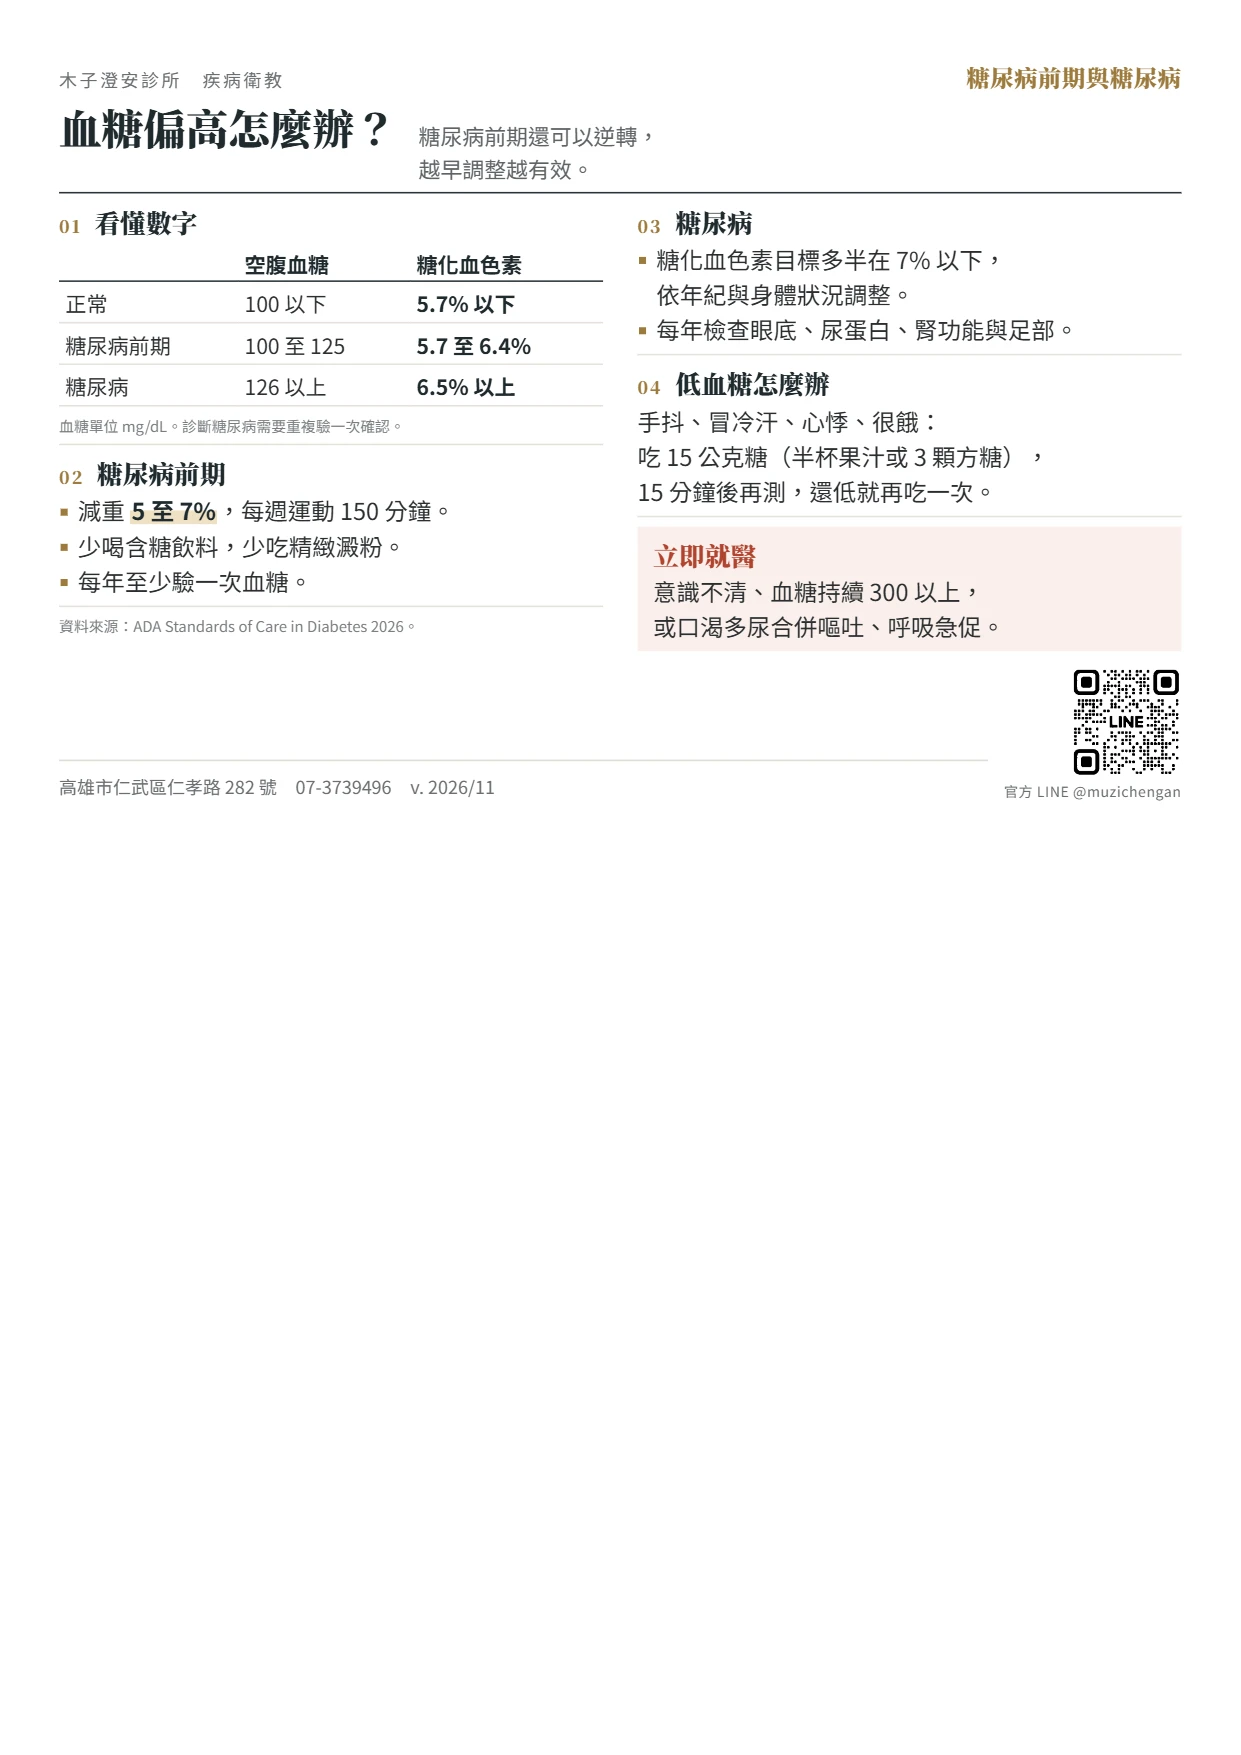 木子澄安診所　疾病衛教
糖尿病前期與糖尿病
血糖偏高怎麼辦？
糖尿病前期還可以逆轉，
越早調整越有效。
01 看懂數字
空腹血糖 糖化血色素
正常 100 以下 5.7% 以下
糖尿病前期 100 至 125 5.7 至 6.4%
糖尿病 126 以上 6.5% 以上
血糖單位 mg/dL。診斷糖尿病需要重複驗一次確認。
02 糖尿病前期
▪ 減重 5 至 7%，每週運動 150 分鐘。
▪ 少喝含糖飲料，少吃精緻澱粉。
▪ 每年至少驗一次血糖。
資料來源：ADA Standards of Care in Diabetes 2026。
03 糖尿病
▪ 糖化血色素目標多半在 7% 以下，
依年紀與身體狀況調整。
▪ 每年檢查眼底、尿蛋白、腎功能與足部。
04 低血糖怎麼辦
手抖、冒冷汗、心悸、很餓：
吃 15 公克糖（半杯果汁或 3 顆方糖），
15 分鐘後再測，還低就再吃一次。
立即就醫
意識不清、血糖持續 300 以上，
或口渴多尿合併嘔吐、呼吸急促。
LINE
高雄市仁武區仁孝路 282 號　07-3739496　v. 2026/11
官方 LINE @muzichengan